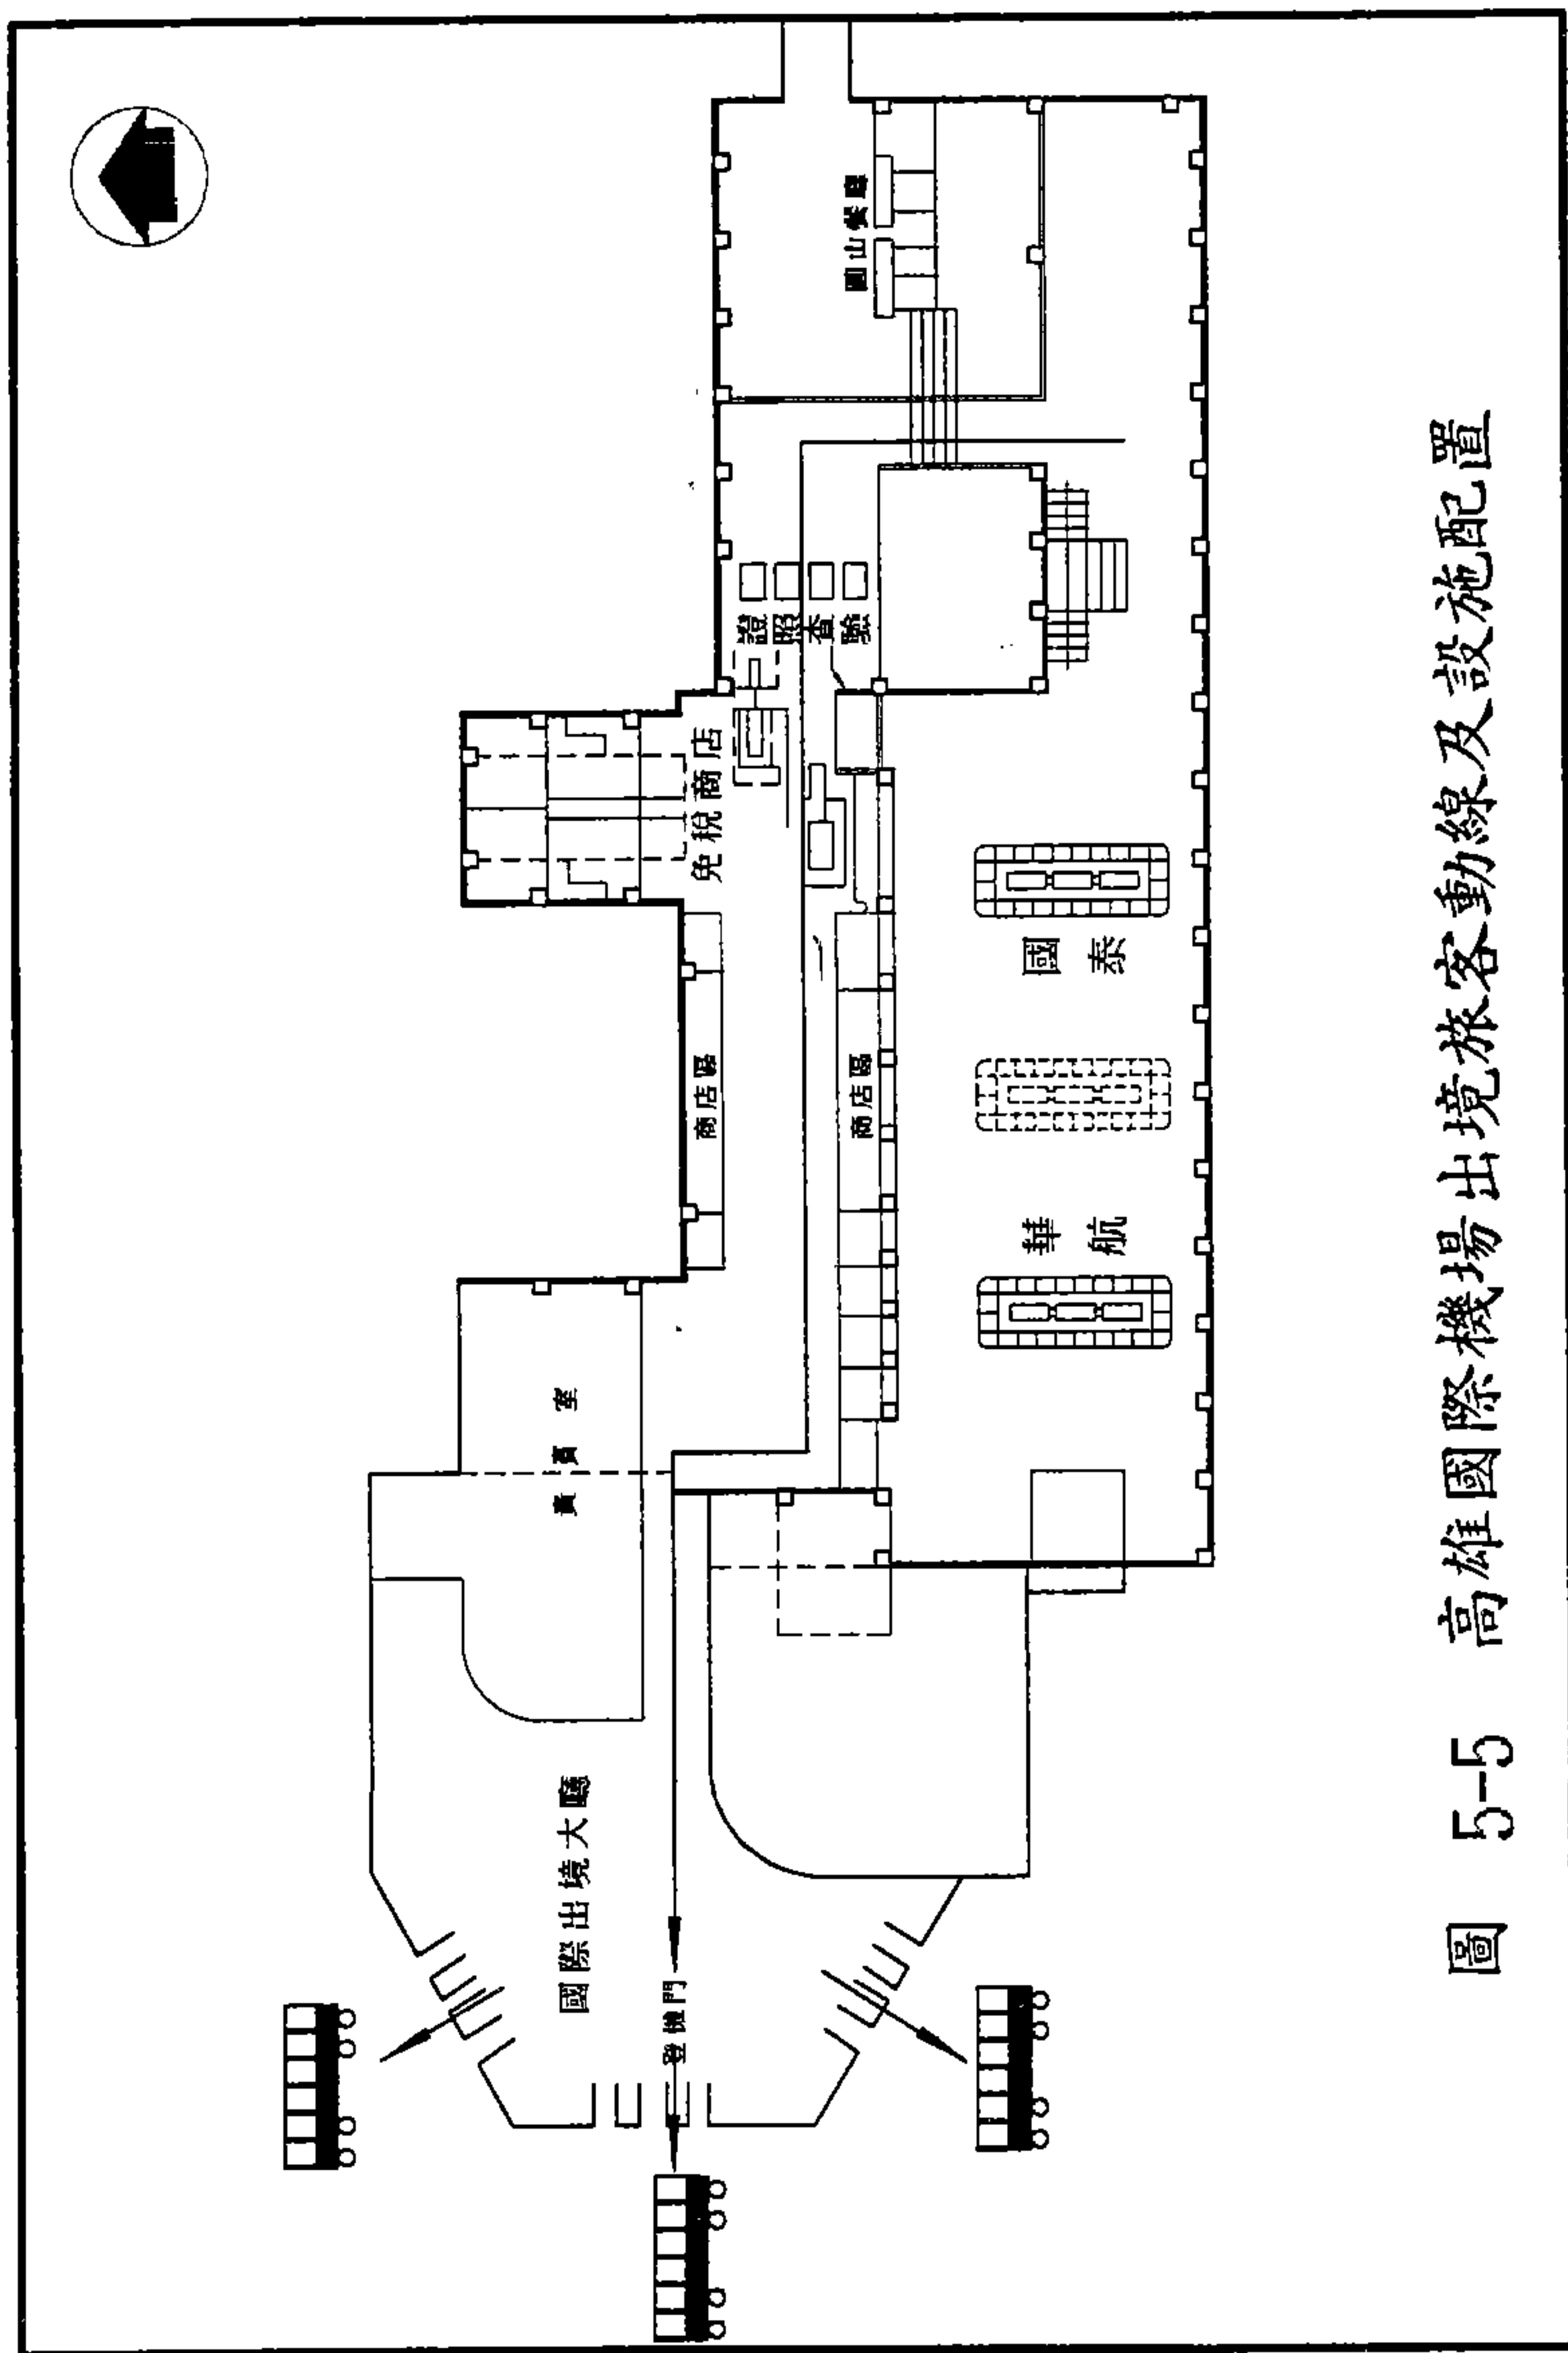 圓山餐廳
證照查驗
免稅商店
商店區
商店區
國泰
華航
貴賓室
國際出境大廳
登機門
圖 5-5 高雄國際機場出境旅客動線及設施配置